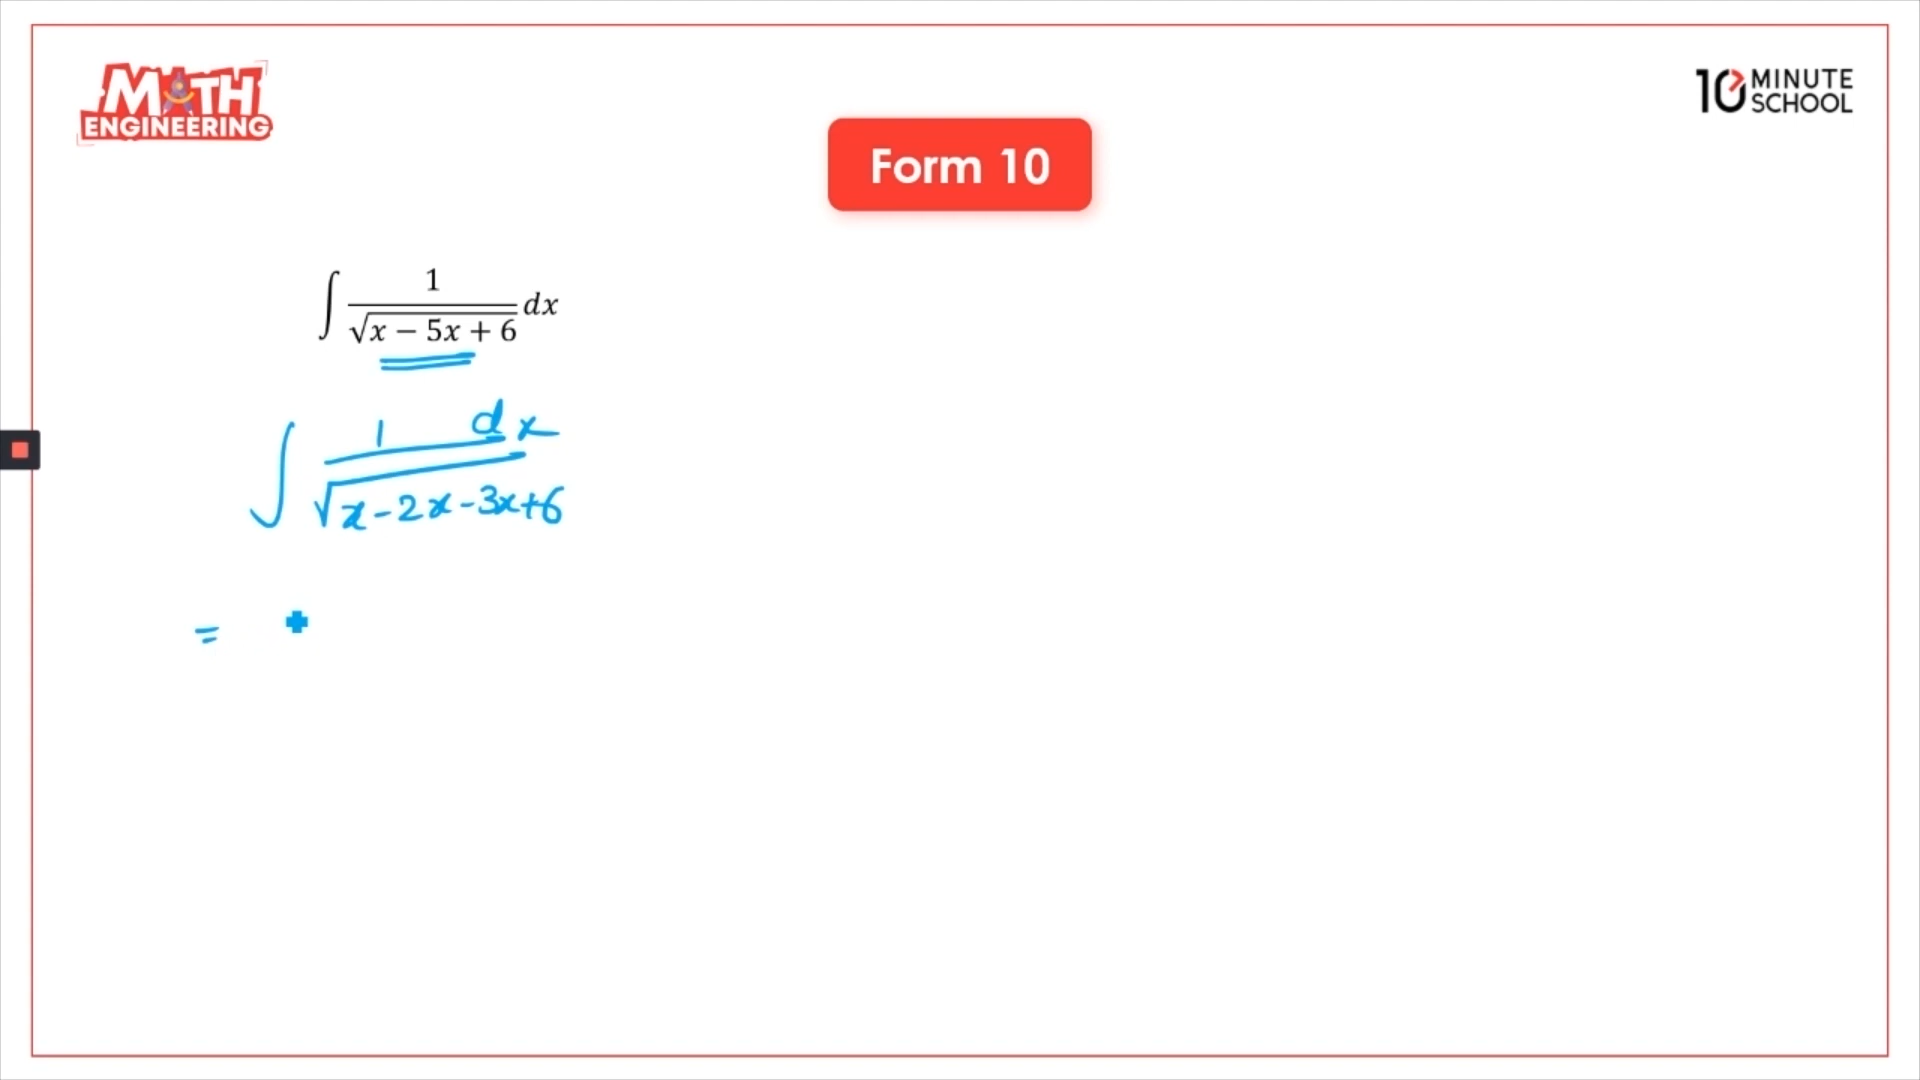 MATH
ENGINEERING
10 MINUTE
SCHOOL
Form 10
∫ 1/√(x − 5x + 6) dx
∫ 1 dx/√(x-2x-3x+6)
=